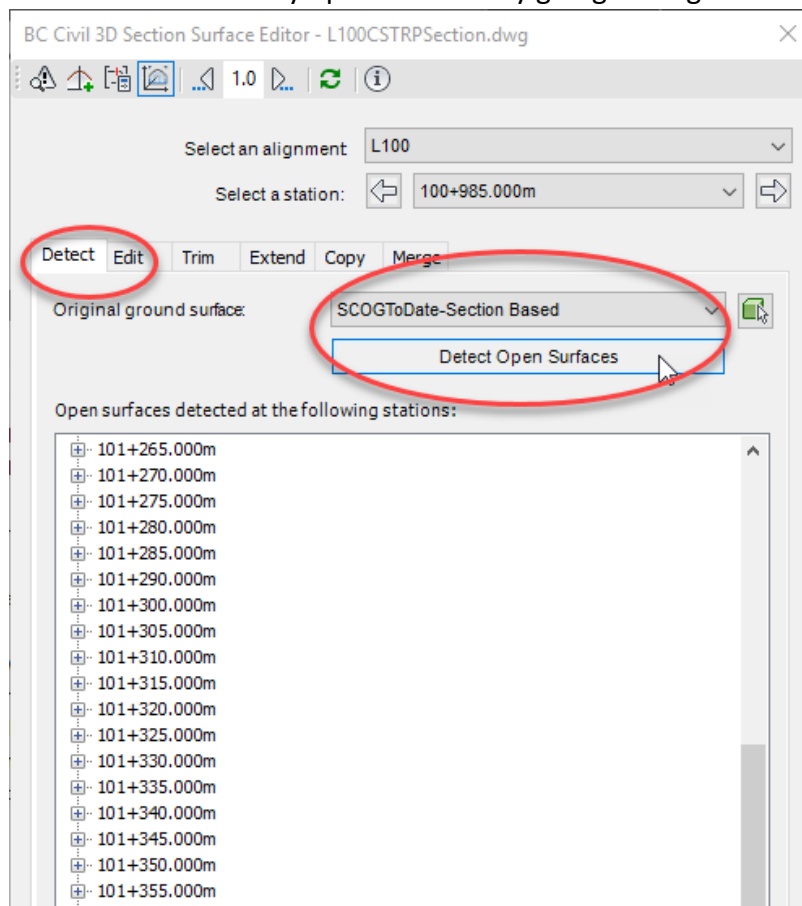 BC Civil 3D Section Surface Editor - L100CSTRPSection.dwg
1.0
Select an alignment L100
Select a station: 100+985.000m
Detect Edit Trim Extend Copy Merge
Original ground surface: SCOGToDate-Section Based
Detect Open Surfaces
Open surfaces detected at the following stations:
101+265.000m
101+270.000m
101+275.000m
101+280.000m
101+285.000m
101+290.000m
101+300.000m
101+305.000m
101+310.000m
101+315.000m
101+320.000m
101+325.000m
101+330.000m
101+335.000m
101+340.000m
101+345.000m
101+350.000m
101+355.000m